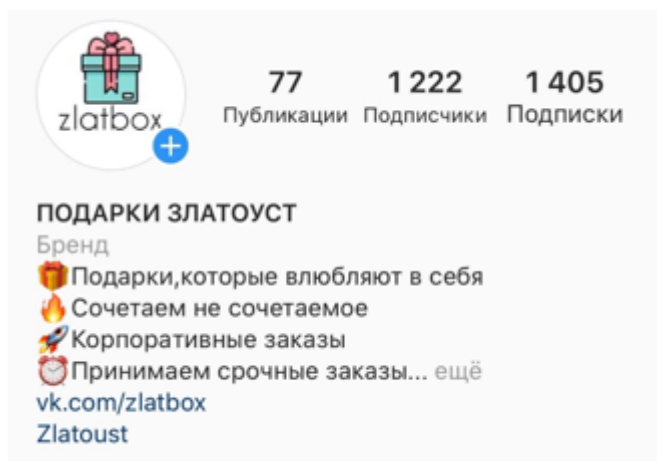 zlatbox
77 1 222 1 405
Публикации Подписчики Подписки
ПОДАРКИ ЗЛАТОУСТ
Бренд
🎁Подарки,которые влюбляют в себя
🔥Сочетаем не сочетаемое
🚀Корпоративные заказы
⏰Принимаем срочные заказы... ещё
vk.com/zlatbox
Zlatoust